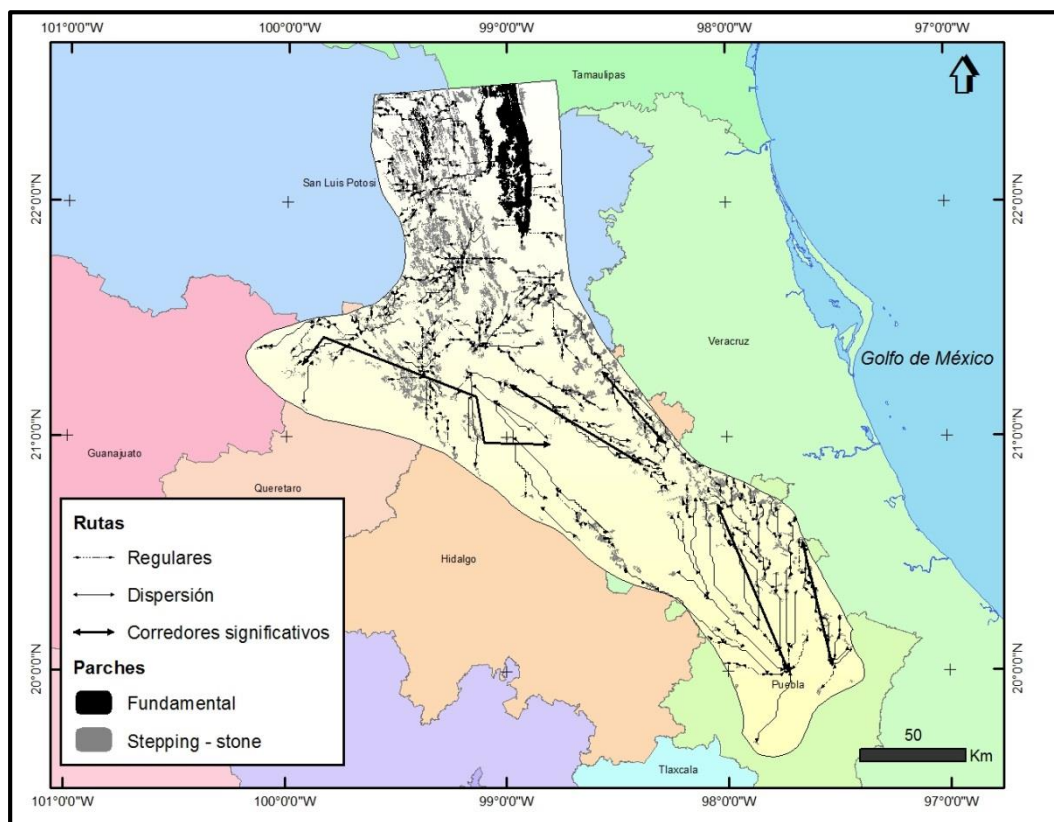 101°0'0"W 100°0'0"W 99°0'0"W 98°0'0"W 97°0'0"W
Tamaulipas
San Luis Potosi
22°0'0"N 22°0'0"N
Veracruz
Golfo de México
21°0'0"N 21°0'0"N
Guanajuato
Queretaro
Hidalgo
Rutas
Regulares
Dispersión
Corredores significativos
Parches
Fundamental
Stepping - stone
20°0'0"N 20°0'0"N
Puebla
50
Km
Tlaxcala
101°0'0"W 100°0'0"W 99°0'0"W 98°0'0"W 97°0'0"W